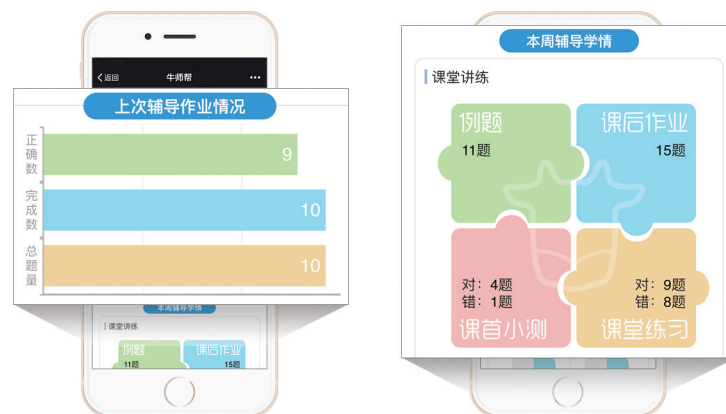 返回
牛师帮
上次辅导作业情况
正确数
9
完成数
10
总题量
10
本周辅导学情
课堂讲练
例题
课后作业
11题
15题
本周辅导学情
课堂讲练
例题
课后作业
11题
15题
对：4题
错：1题
课首小测
对：9题
错：8题
课堂练习